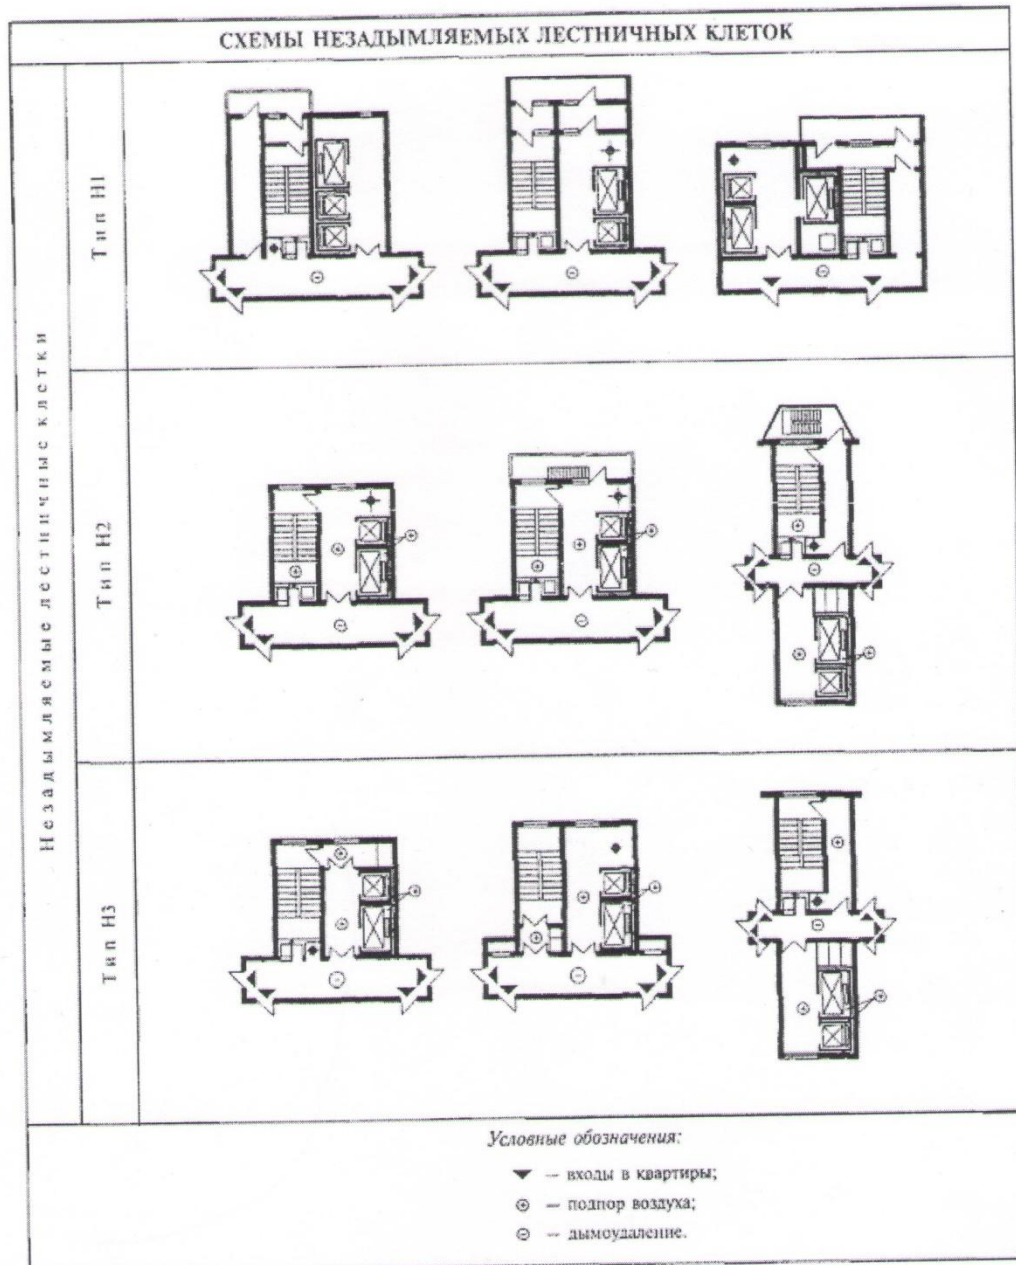 СХЕМЫ НЕЗАДЫМЛЯЕМЫХ ЛЕСТНИЧНЫХ КЛЕТОК
Незадымляемые лестничные клетки
Тип Н1
Тип Н2
Тип Н3
Условные обозначения:
— входы в квартиры;
— подпор воздуха;
— дымоудаление.